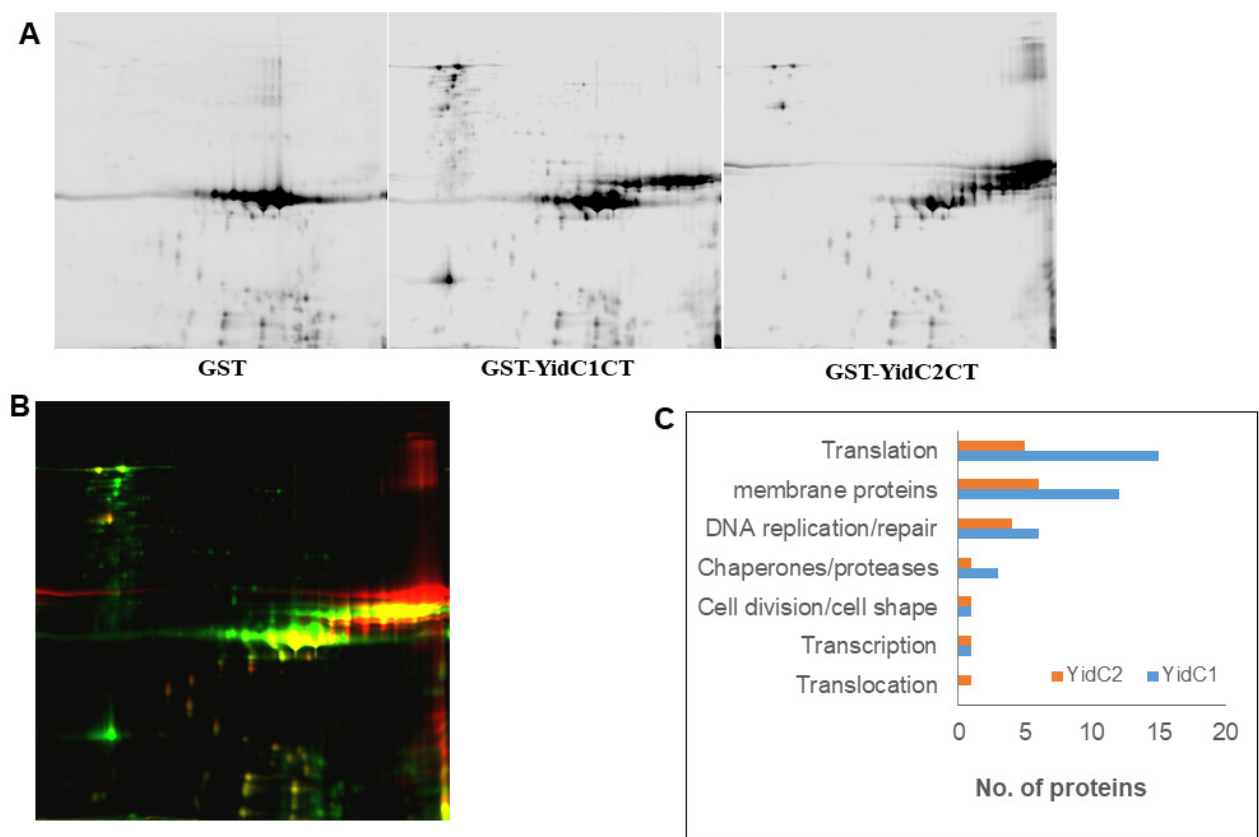 A
GST
GST-YidC1CT
GST-YidC2CT
B
C
Translation
membrane proteins
DNA replication/repair
Chaperones/proteases
Cell division/cell shape
Transcription
Translocation
YidC2
YidC1
0
5
10
15
20
No. of proteins